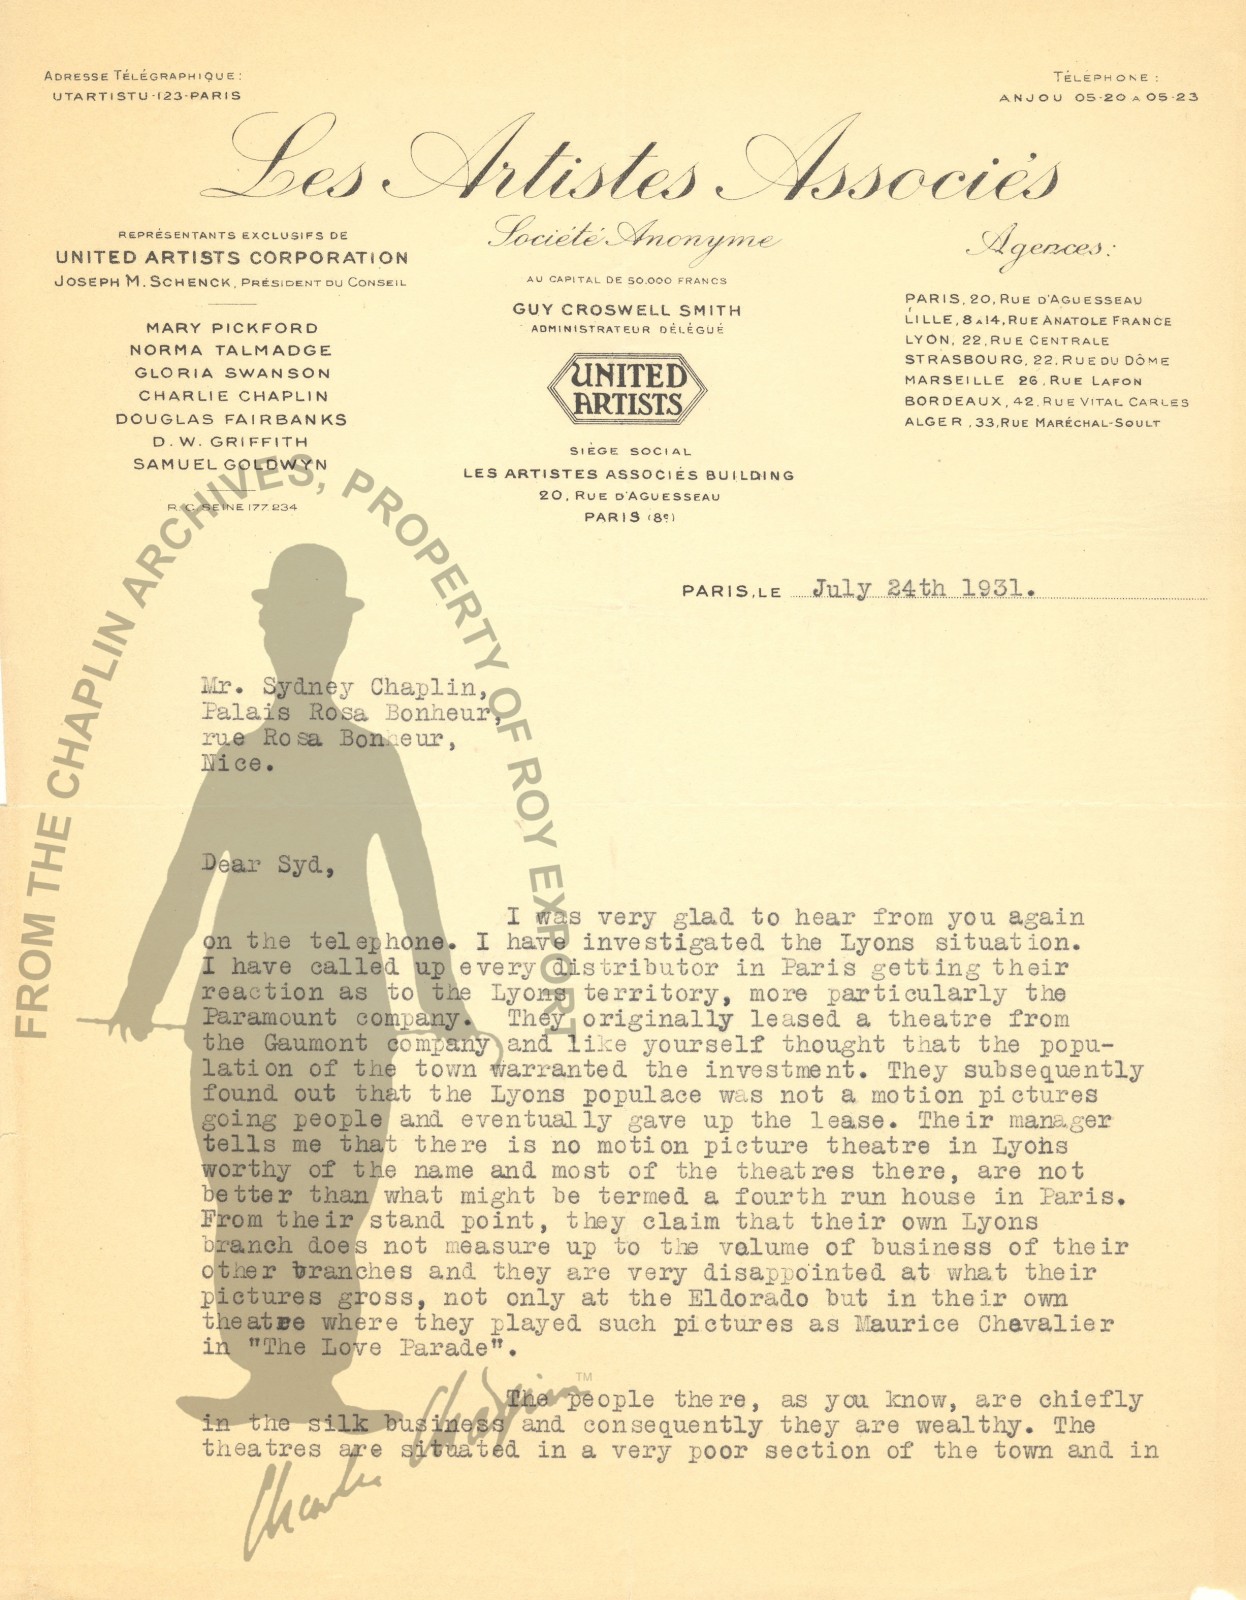 ADRESSE TÉLÉGRAPHIQUE:
UTARTISTU-123-PARIS
TÉLÉPHONE:
ANJOU 05-20 A 05-23
Les Artistes Associés
REPRÉSENTANTS EXCLUSIFS DE
UNITED ARTISTS CORPORATION
JOSEPH M. SCHENCK, PRÉSIDENT DU CONSEIL
MARY PICKFORD
NORMA TALMADGE
GLORIA SWANSON
CHARLIE CHAPLIN
DOUGLAS FAIRBANKS
D.W. GRIFFITH
SAMUEL GOLDWYN
R.C. SEINE 177.234
Société Anonyme
AU CAPITAL DE 50.000 FRANCS
GUY CROSWELL SMITH
ADMINISTRATEUR DÉLÉGUÉ
UNITED
ARTISTS
SIÈGE SOCIAL
LES ARTISTES ASSOCIÉS BUILDING
20, RUE D'AGUESSEAU
PARIS (8e)
Agences:
PARIS, 20, RUE D'AGUESSEAU
LILLE, 8 A 14, RUE ANATOLE FRANCE
LYON, 22, RUE CENTRALE
STRASBOURG, 22, RUE DU DÔME
MARSEILLE 26, RUE LAFON
BORDEAUX, 42, RUE VITAL CARLES
ALGER, 33, RUE MARÉCHAL-SOULT
FROM THE CHAPLIN ARCHIVES, PROPERTY OF ROY EXPORT
PARIS, LE July 24th 1931.
Mr. Sydney Chaplin,
Palais Rosa Bonheur,
rue Rosa Bonheur,
Nice.
Dear Syd,
I was very glad to hear from you again
on the telephone. I have investigated the Lyons situation.
I have called up every distributor in Paris getting their
reaction as to the Lyons territory, more particularly the
Paramount company. They originally leased a theatre from
the Gaumont company and like yourself thought that the popu-
lation of the town warranted the investment. They subsequently
found out that the Lyons populace was not a motion pictures
going people and eventually gave up the lease. Their manager
tells me that there is no motion picture theatre in Lyons
worthy of the name and most of the theatres there, are not
better than what might be termed a fourth run house in Paris.
From their stand point, they claim that their own Lyons
branch does not measure up to the volume of business of their
other branches and they are very disappointed at what their
pictures gross, not only at the Eldorado but in their own
theatre where they played such pictures as Maurice Chevalier
in "The Love Parade".
The people there, as you know, are chiefly
in the silk business and consequently they are wealthy. The
theatres are situated in a very poor section of the town and in
Charlie Chaplin TM